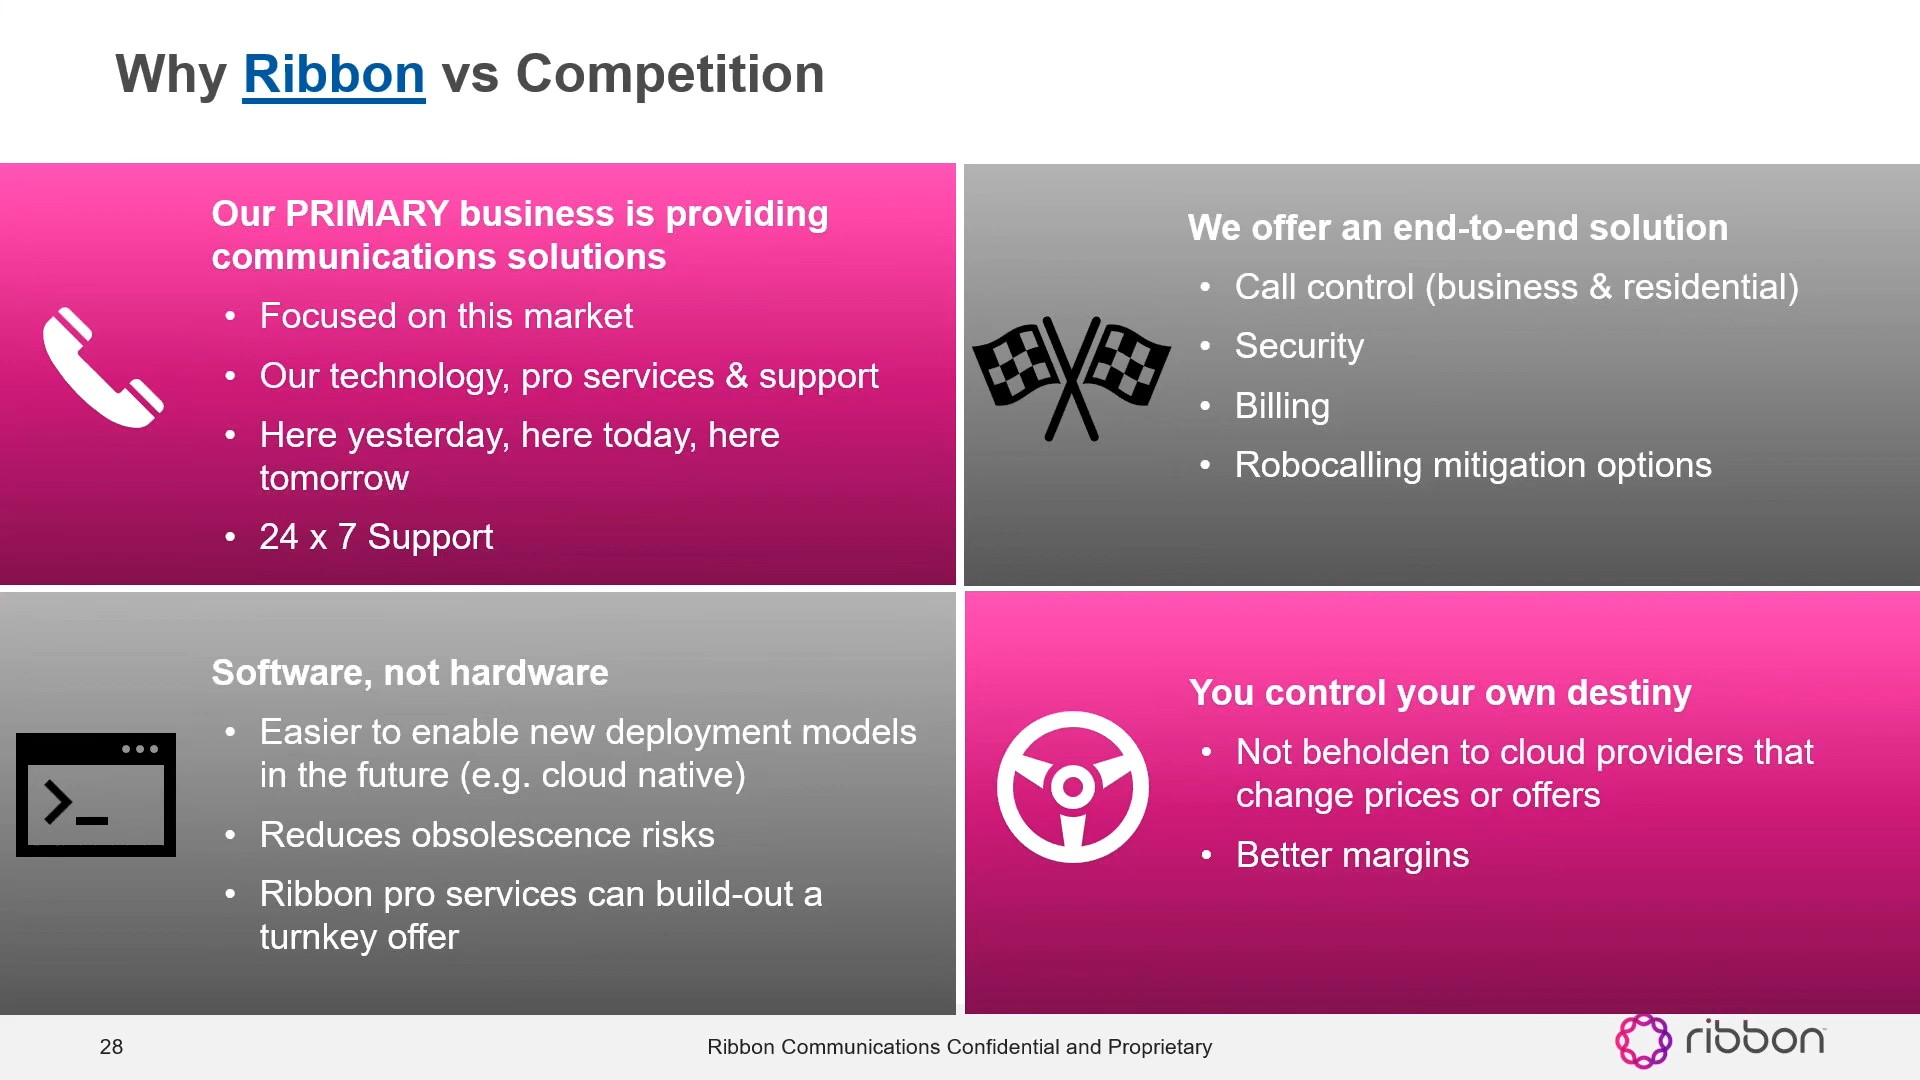 Why Ribbon vs Competition
Our PRIMARY business is providing
communications solutions
• Focused on this market
• Our technology, pro services & support
• Here yesterday, here today, here
tomorrow
• 24 x 7 Support
We offer an end-to-end solution
• Call control (business & residential)
• Security
• Billing
• Robocalling mitigation options
Software, not hardware
• Easier to enable new deployment models
in the future (e.g. cloud native)
• Reduces obsolescence risks
• Ribbon pro services can build-out a
turnkey offer
You control your own destiny
• Not beholden to cloud providers that
change prices or offers
• Better margins
28
Ribbon Communications Confidential and Proprietary
ribbon